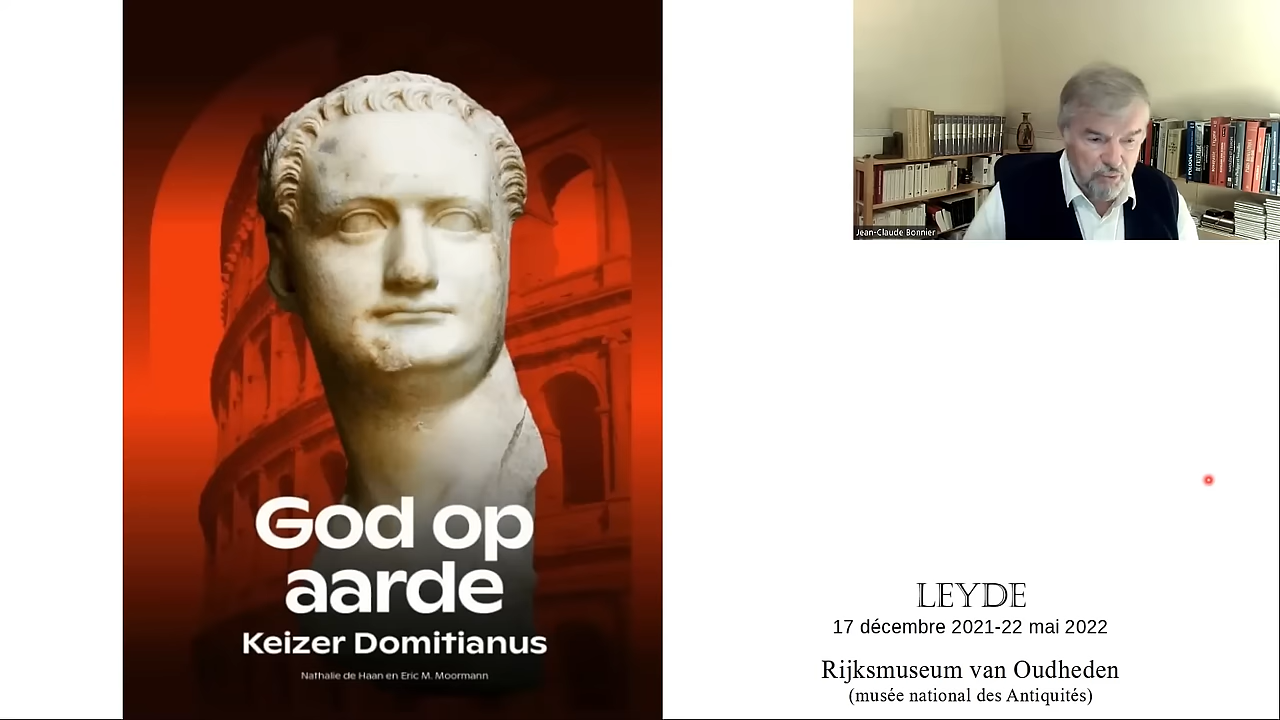 God op
aarde
Keizer Domitianus
Nathalie de Haan en Eric M. Moormann
Jean-Claude Bonnier
LEYDE
17 décembre 2021-22 mai 2022
Rijksmuseum van Oudheden
(musée national des Antiquités)